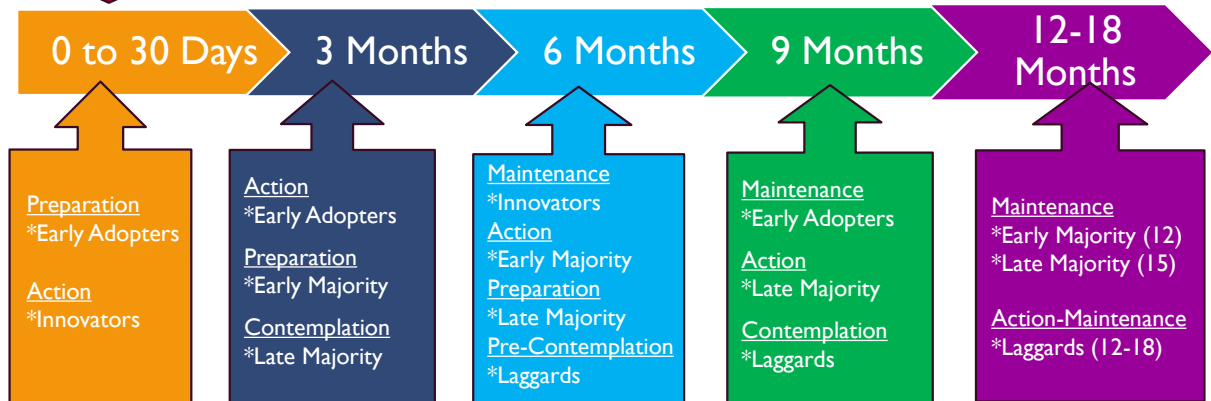 0 to 30 Days
3 Months
6 Months
9 Months
12-18
Months
Preparation
*Early Adopters
Action
*Innovators
Action
*Early Adopters
Preparation
*Early Majority
Contemplation
*Late Majority
Maintenance
*Innovators
Action
*Early Majority
Preparation
*Late Majority
Pre-Contemplation
*Laggards
Maintenance
*Early Adopters
Action
*Late Majority
Contemplation
*Laggards
Maintenance
*Early Majority (12)
*Late Majority (15)
Action-Maintenance
*Laggards (12-18)